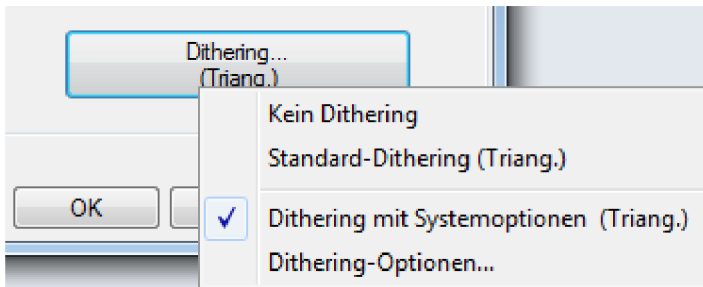 Dithering...
(Triang.)
Kein Dithering
Standard-Dithering (Triang.)
OK
Dithering mit Systemoptionen (Triang.)
Dithering-Optionen...